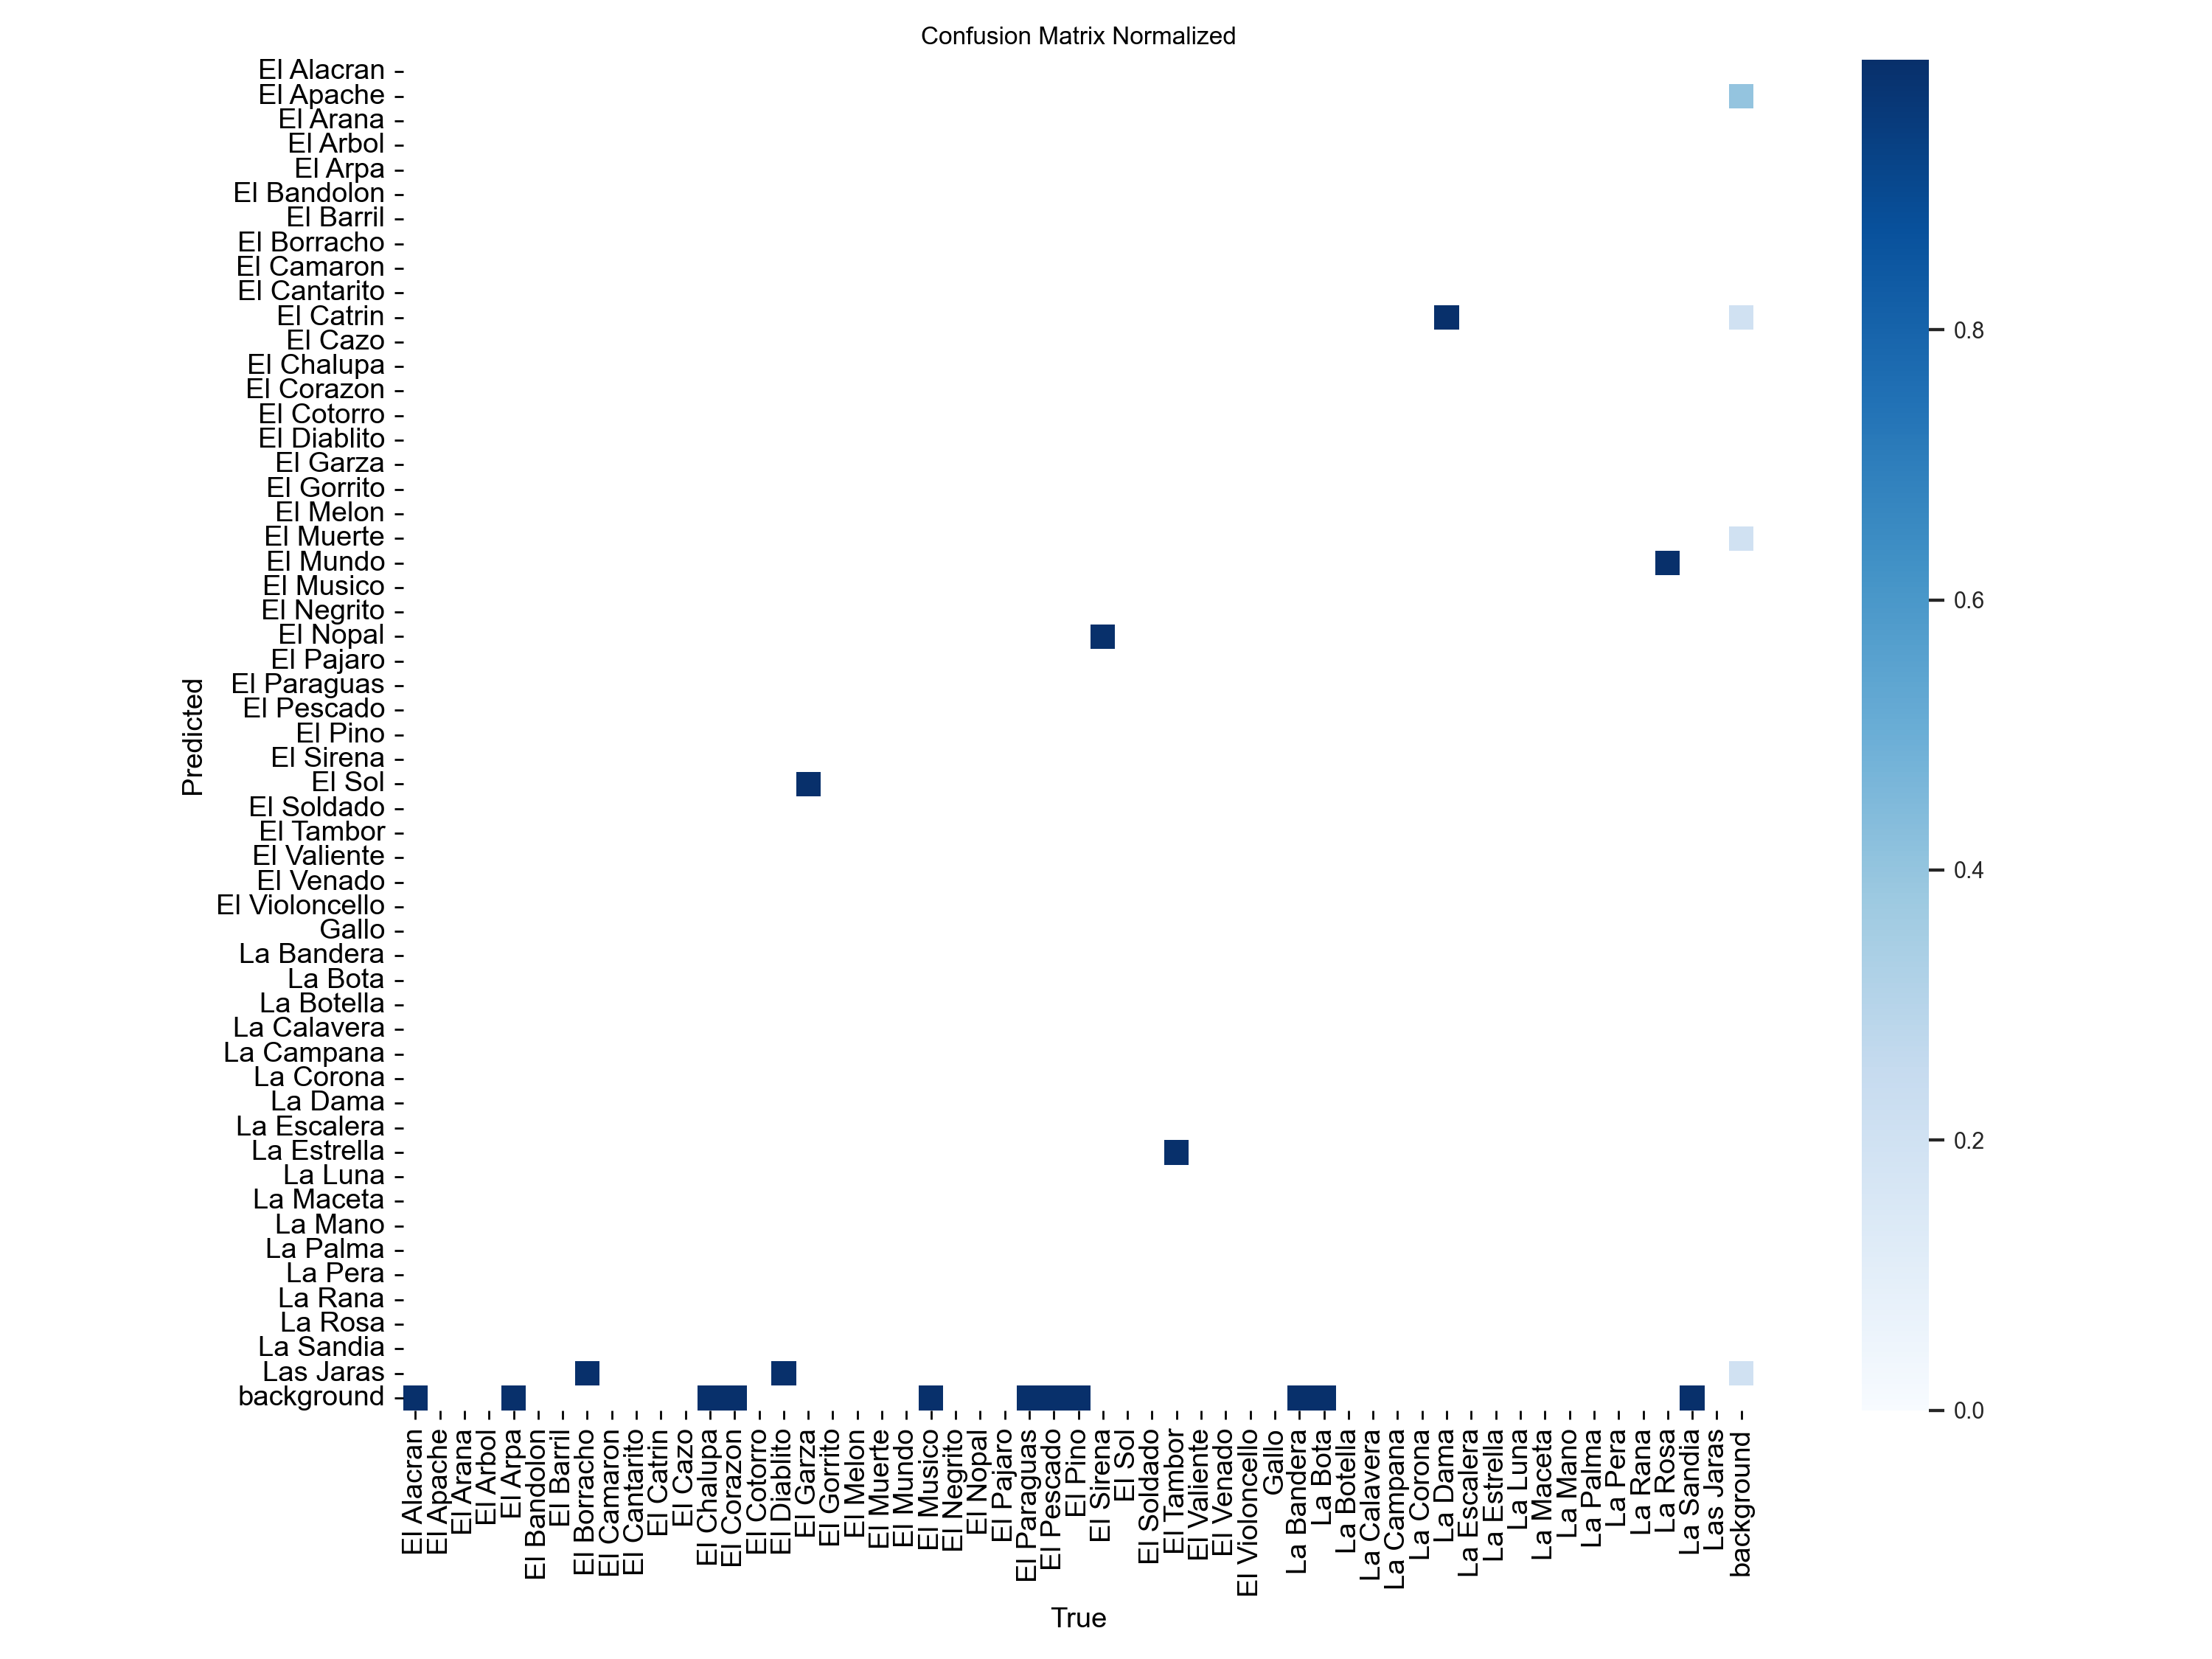 Confusion Matrix Normalized
El Alacran
El Apache
El Arana
El Arbol
El Arpa
El Bandolon
El Barril
El Borracho
El Camaron
El Cantarito
El Catrin
El Cazo
El Chalupa
El Corazon
El Cotorro
El Diablito
El Garza
El Gorrito
El Melon
El Muerte
El Mundo
El Musico
El Negrito
El Nopal
El Pajaro
El Paraguas
El Pescado
El Pino
El Sirena
El Sol
El Soldado
El Tambor
El Valiente
El Venado
El Violoncello
Gallo
La Bandera
La Bota
La Botella
La Calavera
La Campana
La Corona
La Dama
La Escalera
La Estrella
La Luna
La Maceta
La Mano
La Palma
La Pera
La Rana
La Rosa
La Sandia
Las Jaras
background
Predicted
El Alacran
El Apache
El Arana
El Arbol
El Arpa
El Bandolon
El Barril
El Borracho
El Camaron
El Cantarito
El Catrin
El Cazo
El Chalupa
El Corazon
El Cotorro
El Diablito
El Garza
El Gorrito
El Melon
El Muerte
El Mundo
El Musico
El Negrito
El Nopal
El Pajaro
El Paraguas
El Pescado
El Pino
El Sirena
El Sol
El Soldado
El Tambor
El Valiente
El Venado
El Violoncello
Gallo
La Bandera
La Bota
La Botella
La Calavera
La Campana
La Corona
La Dama
La Escalera
La Estrella
La Luna
La Maceta
La Mano
La Palma
La Pera
La Rana
La Rosa
La Sandia
Las Jaras
background
True
0.8
0.6
0.4
0.2
0.0